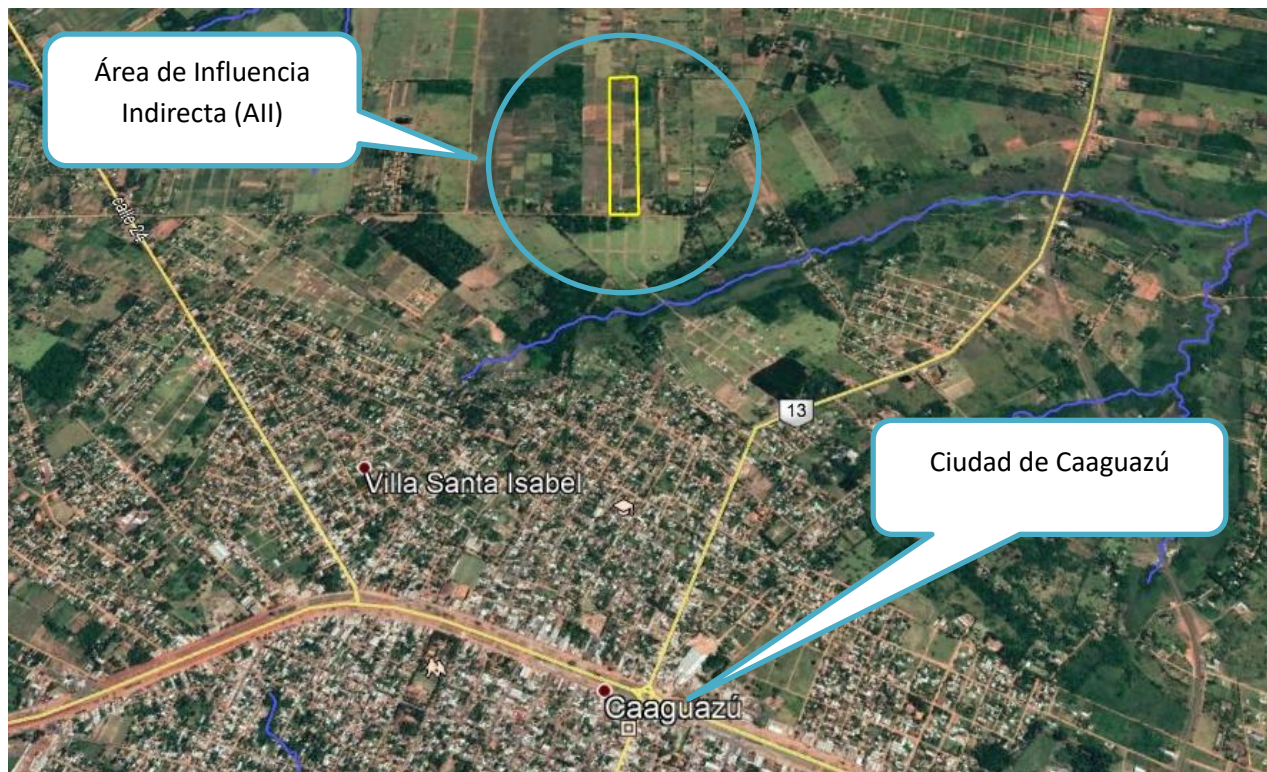 Área de Influencia
Indirecta (AII)
calle 24
13
Ciudad de Caaguazú
Villa Santa Isabel
Caaguazú